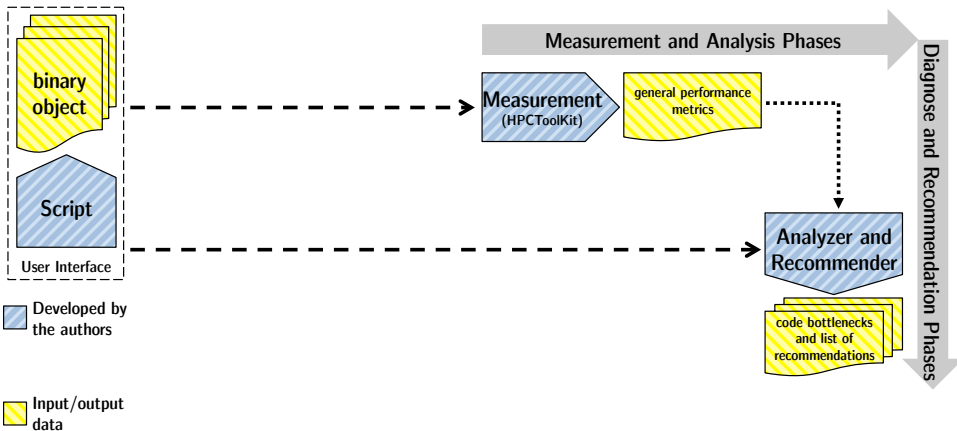 binary
object
Script
User Interface
Measurement and Analysis Phases
Measurement
(HPCToolKit)
general performance
metrics
Analyzer and
Recommender
code bottlenecks
and list of
recommendations
Diagnose and Recommendation Phases
Developed by
the authors
Input/output
data